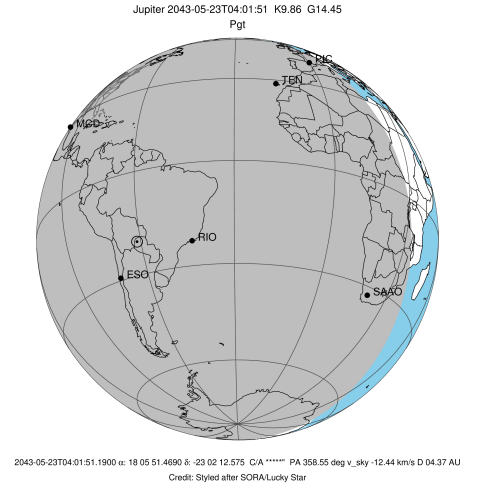 Jupiter 2043-05-23T04:01:51 K9.86 G14.45
Pgt
PIC
TEN
MCD
RIO
ESO
SAAO
2043-05-23T04:01:51.1900 α: 18 05 51.4690 δ: -23 02 12.575 C/A *****" PA 358.55 deg v_sky -12.44 km/s D 04.37 AU
Credit: Styled after SORA/Lucky Star